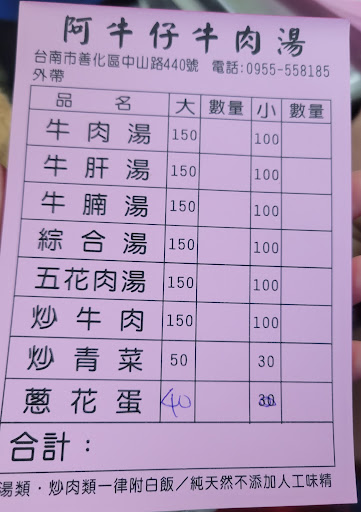 阿牛仔牛肉湯
台南市善化區中山路440號 電話:0955-558185
外帶
品名 大 數量 小 數量
牛肉湯 150 100
牛肝湯 150 100
牛腩湯 150 100
綜合湯 150 100
五花肉湯 150 100
炒牛肉 150 100
炒青菜 50 30
蔥花蛋 40
合計:
湯類・炒肉類一律附白飯/純天然不添加人工味精